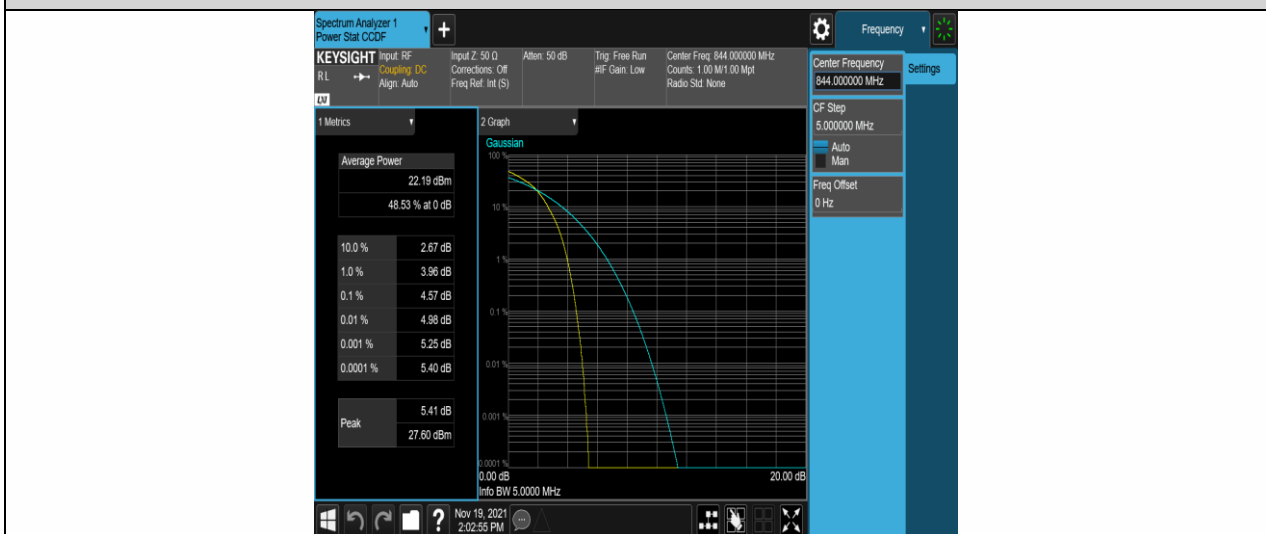 Spectrum Analyzer 1
Power Stat CCDF
+
Frequency
KEYSIGHT
Input: RF
Coupling: DC
Align: Auto
Input Z: 50 Ω
Corrections: Off
Freq Ref: Int (S)
Atten: 50 dB
Trig: Free Run
#IF Gain: Low
Center Freq: 844.000000 MHz
Counts: 1.00 M/1.00 Mpt
Radio Std: None
R L
LXI
Center Frequency
844.000000 MHz
Settings
CF Step
5.000000 MHz
Auto
Man
Freq Offset
0 Hz
1 Metrics
Average Power
22.19 dBm
48.53 % at 0 dB
10.0 % 2.67 dB
1.0 % 3.96 dB
0.1 % 4.57 dB
0.01 % 4.98 dB
0.001 % 5.25 dB
0.0001 % 5.40 dB
Peak
5.41 dB
27.60 dBm
2 Graph
Gaussian
100 %
10 %
1 %
0.1 %
0.01 %
0.001 %
0.0001 %
0.00 dB 20.00 dB
Info BW 5.0000 MHz
?
Nov 19, 2021
2:02:55 PM